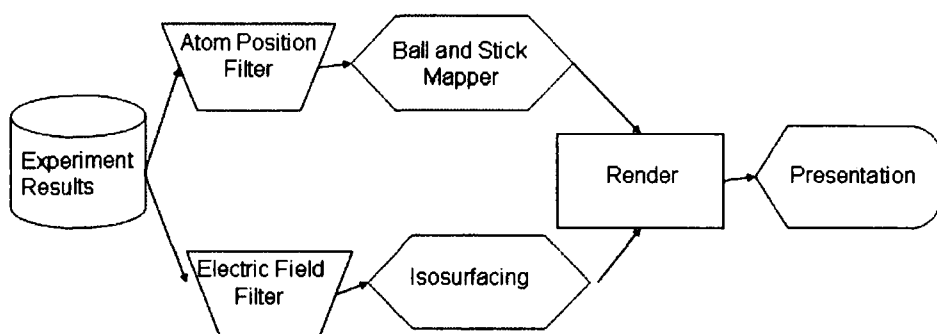 Atom Position
Filter
Ball and Stick
Mapper
Experiment
Results
Render
Presentation
Electric Field
Filter
Isosurfacing